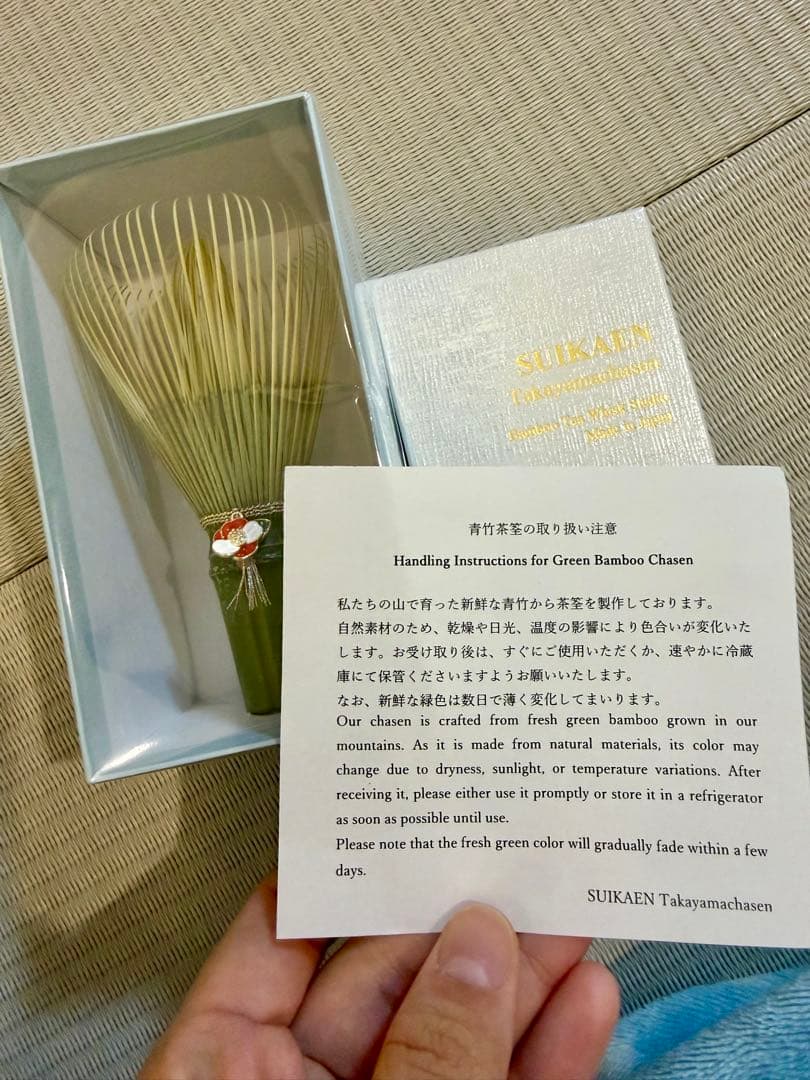 SUIKAEN
Takayamachasen
Bamboo Tea Whisk Studio
Made in Japan
青竹茶筌の取り扱い注意
Handling Instructions for Green Bamboo Chasen
私たちの山で育った新鮮な青竹から茶筌を製作しております。
自然素材のため、乾燥や日光、温度の影響により色合いが変化いた
します。お受け取り後は、すぐにご使用いただくか、速やかに冷蔵
庫にて保管くださいますようお願いいたします。
なお、新鮮な緑色は数日で薄く変化してまいります。
Our chasen is crafted from fresh green bamboo grown in our
mountains. As it is made from natural materials, its color may
change due to dryness, sunlight, or temperature variations. After
receiving it, please either use it promptly or store it in a refrigerator
as soon as possible until use.
Please note that the fresh green color will gradually fade within a few
days.
SUIKAEN Takayamachasen